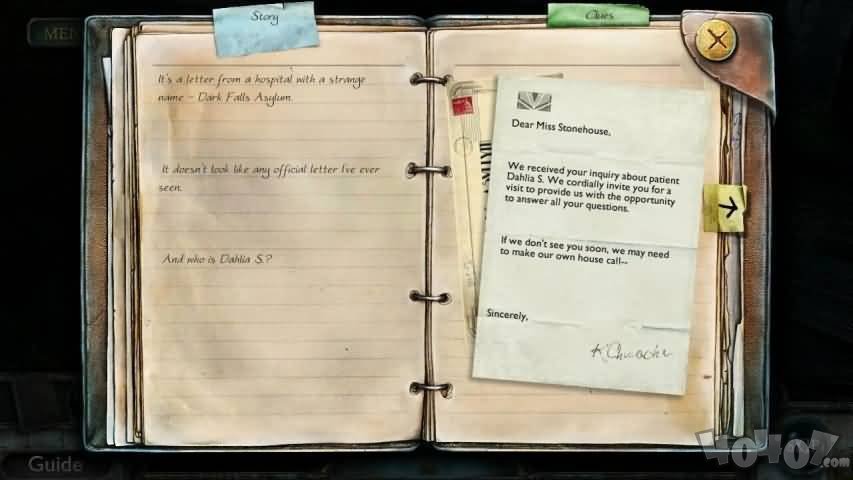 Story
Clues
MEN
It's a letter from a hospital with a strange
name - Dark Falls Asylum.
It doesn't look like any official letter I've ever
seen.
And who is Dahlia S.?
Dear Miss Stonehouse,
We received your inquiry about patient
Dahlia S. We cordially invite you for a
visit to provide us with the opportunity
to answer all your questions.
If we don't see you soon, we may need
to make our own house call--
Sincerely,
Guide
40407.com